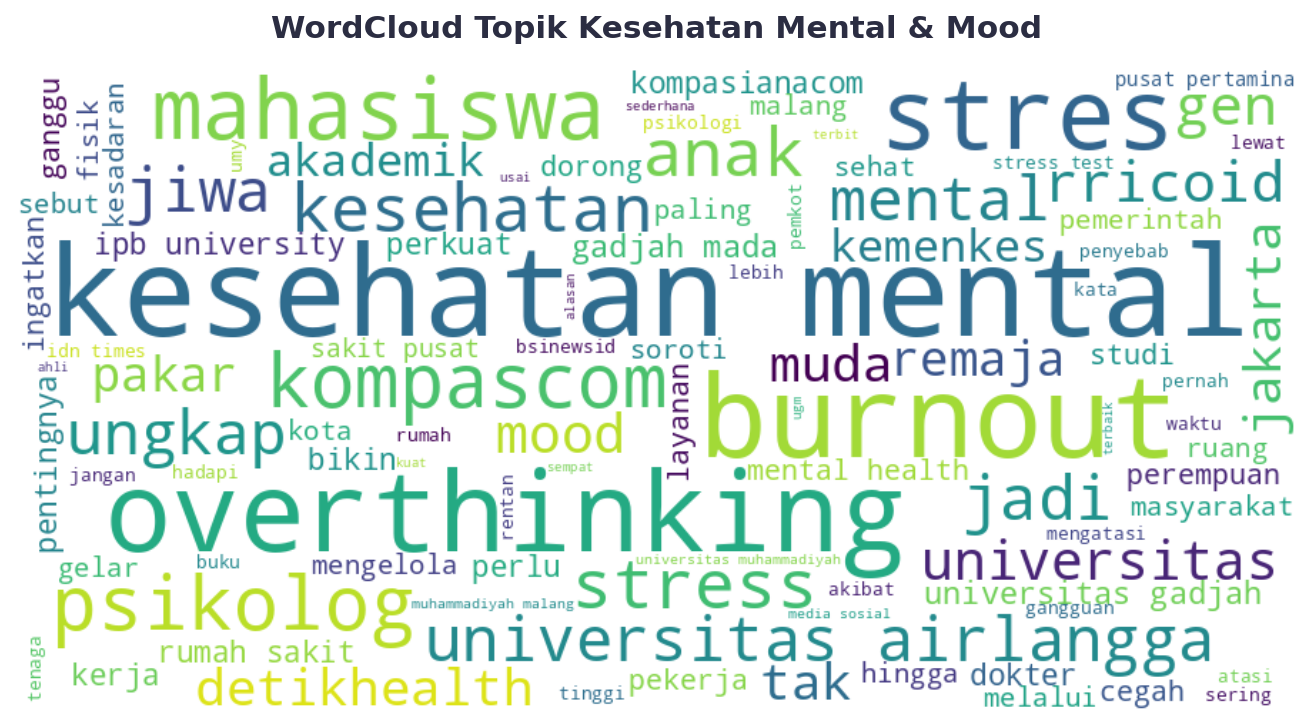 WordCloud Topik Kesehatan Mental & Mood
kompasianacom
pusat pertamina
mahasiswa
stres
gen
sederhana
malang
psikologi
terbit
lewat
ganggu
fisik
kesadaran
umy
akademik
usai
dorong
anak
sehat
stress test
rricoid
sebut
jiwa
kesehatan
paling
pemkot
mental
pemerintah
ingatkan
ipb university
perkuat
gadjah mada
kemenkes
penyebab
jakarta
kesehatan mental
lebih
alasan
kata
idn times
sakit pusat
bsinewsid
soroti
muda
remaja
studi
ahli
pakar
kompascom
layanan
burnout
pernah
pentingnya
ungkap
kota
rumah
mood
ugm
terbaik
waktu
ruang
bikin
kuat
jangan
hadapi
sempat
mental health
perempuan
overthinking
rentan
jadi
masyarakat
mengatasi
gelar
buku
mengelola
perlu
universitas muhammadiyah
universitas
psikolog
muhammadiyah malang
stress
akibat
universitas gadjah
media sosial
gangguan
tenaga
rumah sakit
universitas airlangga
kerja
detikhealth
tinggi
pekerja
tak
hingga
dokter
melalui
cegah
atasi
sering